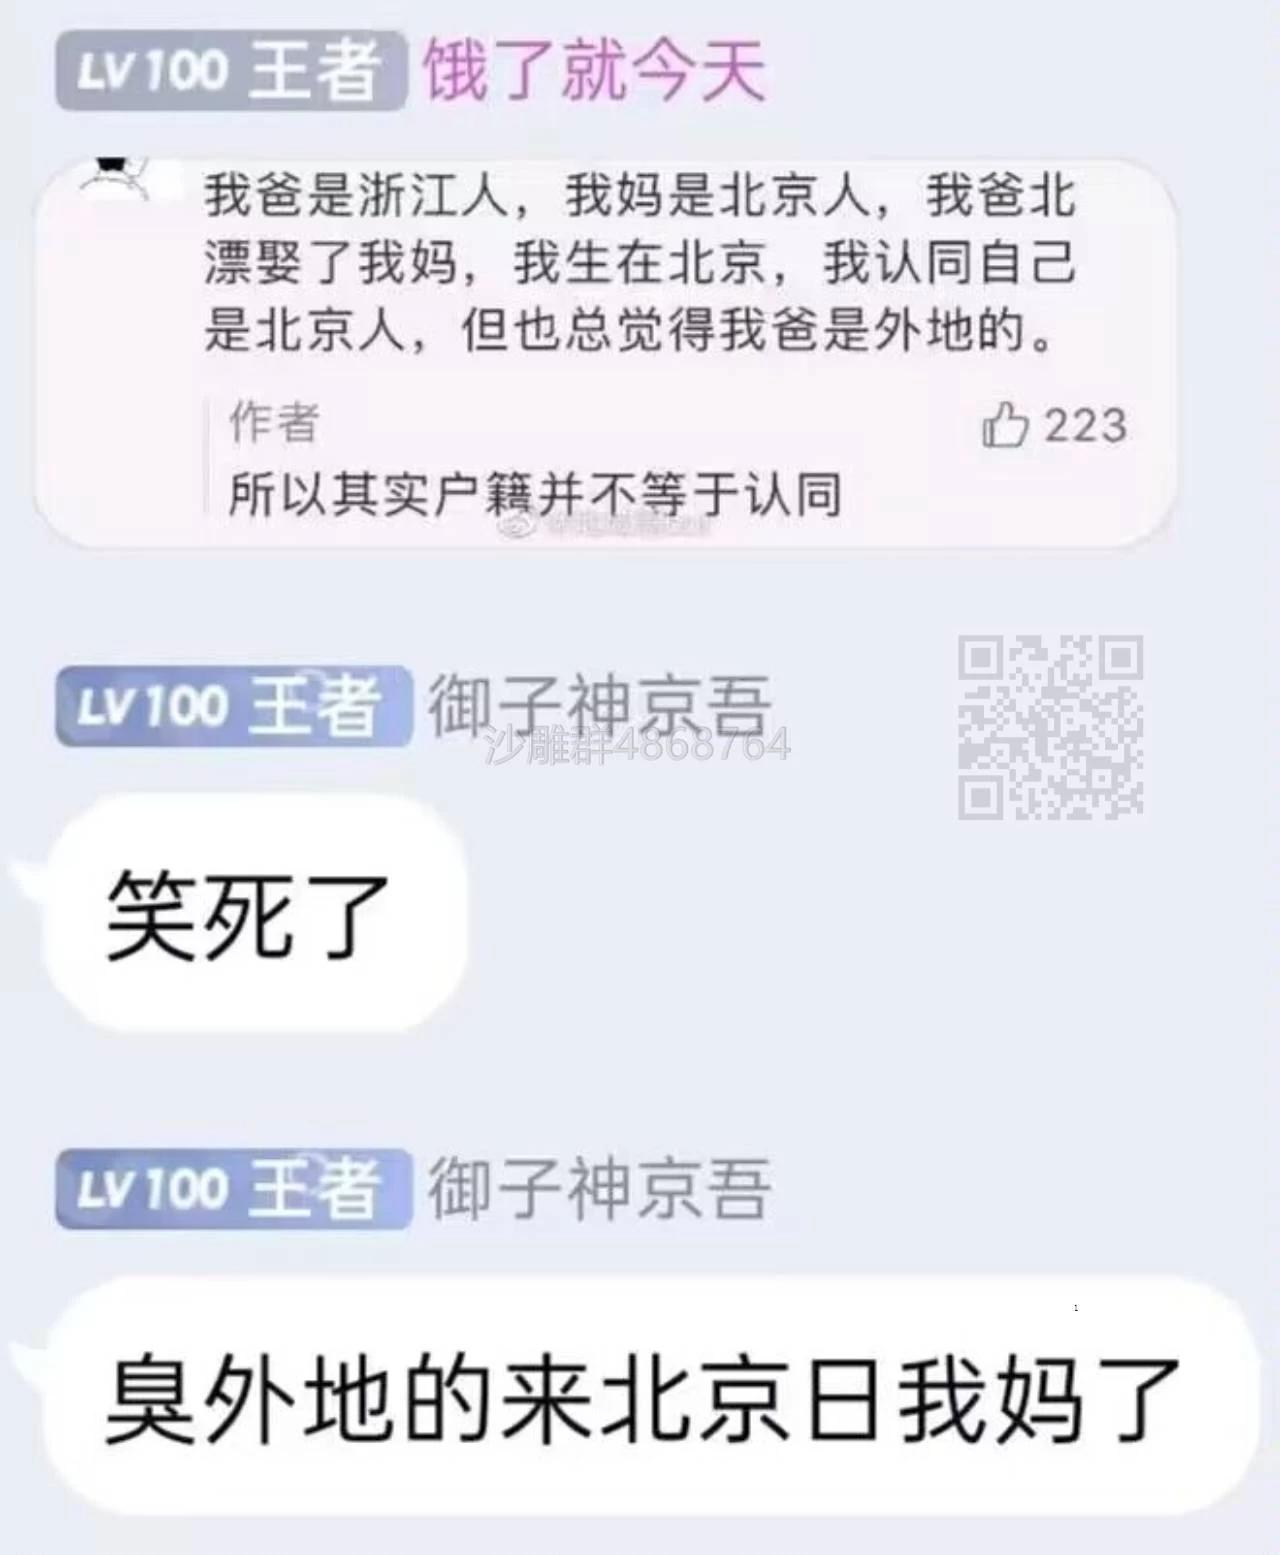 LV100 王者 饿了就今天
我爸是浙江人，我妈是北京人，我爸北
漂娶了我妈，我生在北京，我认同自己
是北京人，但也总觉得我爸是外地的。
作者
223
所以其实户籍并不等于认同
LV100 王者 御子神京吾
沙雕群4868764
笑死了
LV100 王者 御子神京吾
1
臭外地的来北京日我妈了